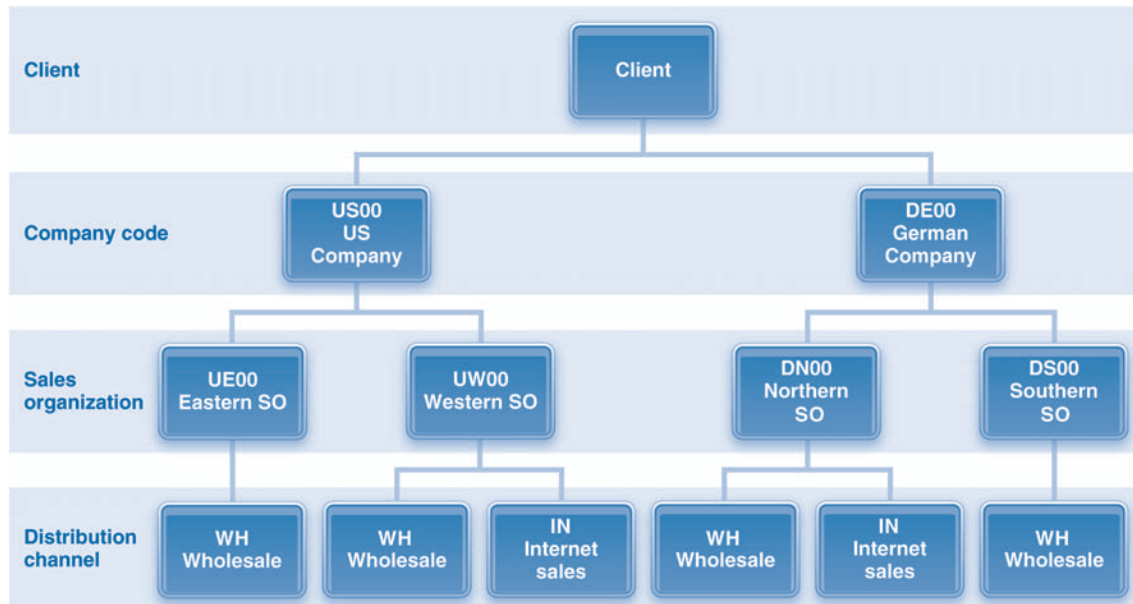 Client
Client
Company code
US00
US
Company
DE00
German
Company
Sales
organization
UE00
Eastern SO
UW00
Western SO
DN00
Northern
SO
DS00
Southern
SO
Distribution
channel
WH
Wholesale
WH
Wholesale
IN
Internet
sales
WH
Wholesale
IN
Internet
sales
WH
Wholesale